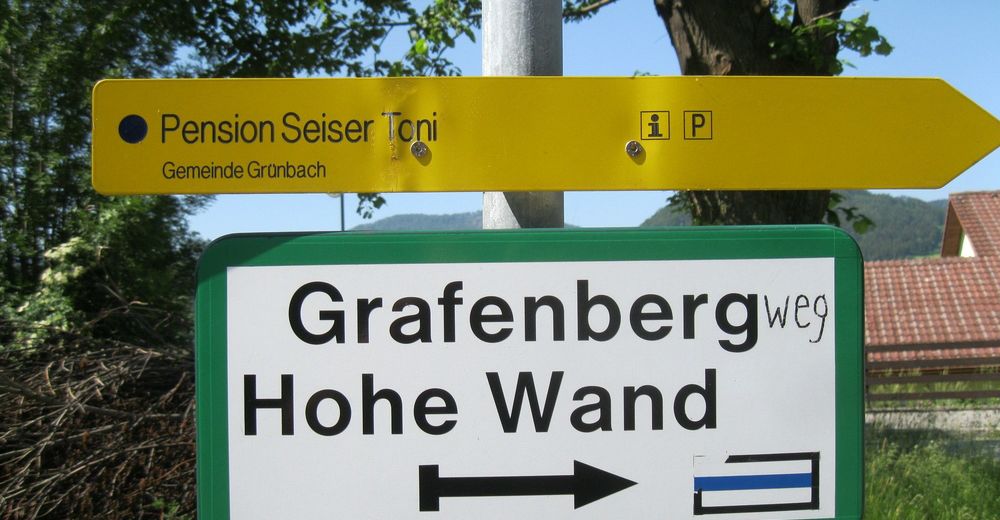 Pension Seiser Toni
Gemeinde Grünbach
i P
Grafenbergweg
Hohe Wand